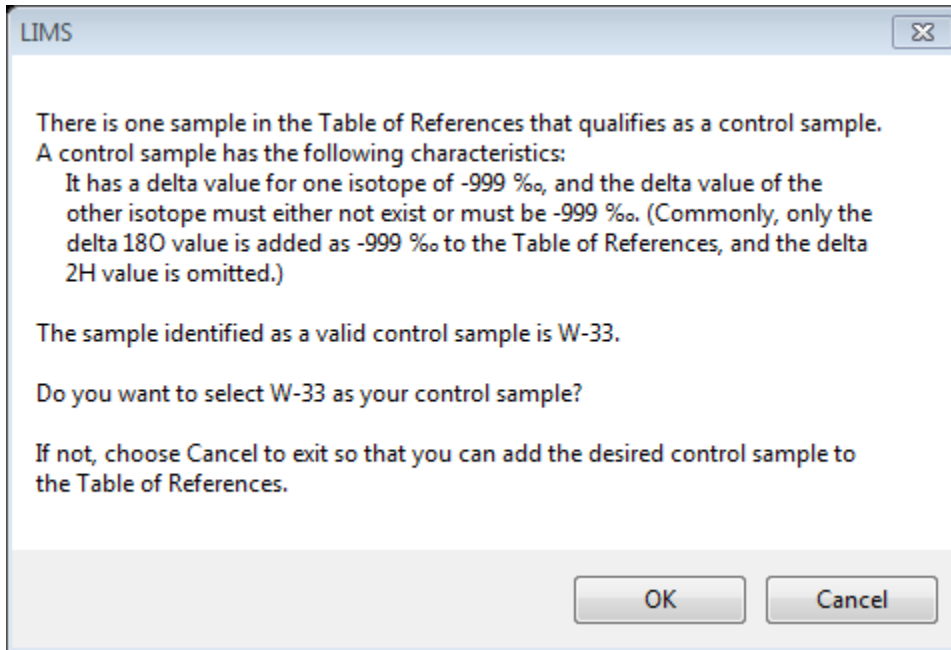 LIMS
There is one sample in the Table of References that qualifies as a control sample.
A control sample has the following characteristics:
It has a delta value for one isotope of -999 ‰, and the delta value of the
other isotope must either not exist or must be -999 ‰. (Commonly, only the
delta 18O value is added as -999 ‰ to the Table of References, and the delta
2H value is omitted.)
The sample identified as a valid control sample is W-33.
Do you want to select W-33 as your control sample?
If not, choose Cancel to exit so that you can add the desired control sample to
the Table of References.
OK Cancel